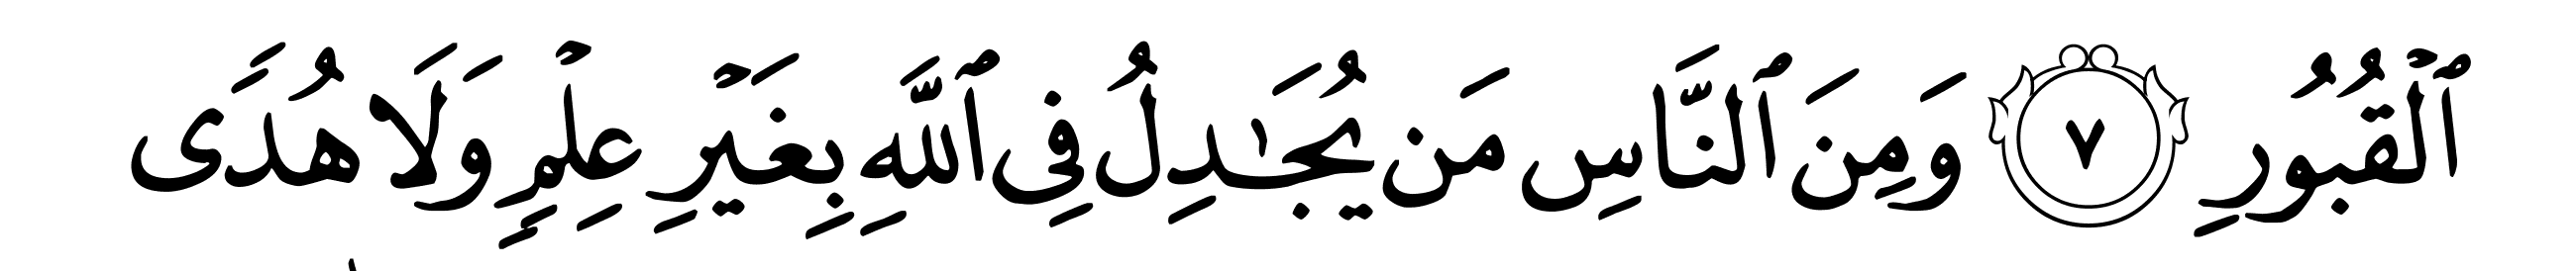 ٱلْقُبُورِ ٧ وَمِنَ ٱلنَّاسِ مَن يُجَـٰدِلُ فِى ٱللَّهِ بِغَيْرِ عِلْمٍ وَلَا هُدًى